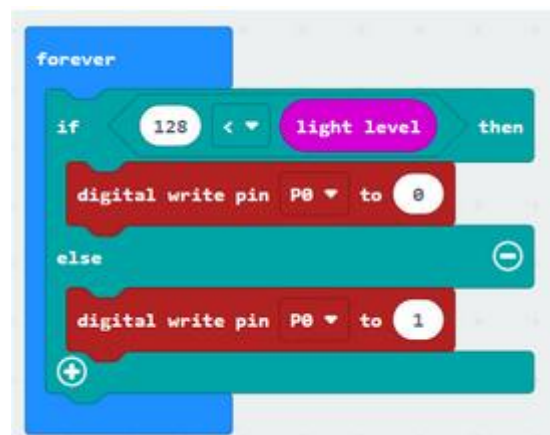 forever
if 128 < light level then
digital write pin P0 to 0
else
digital write pin P0 to 1